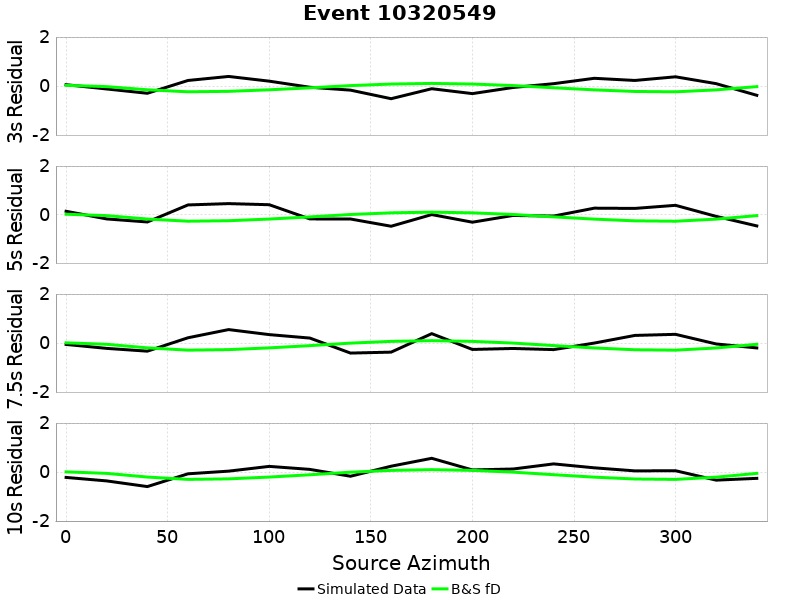 Event 10320549
3s Residual
2
0
-2
5s Residual
2
0
-2
7.5s Residual
2
0
-2
10s Residual
2
0
-2
0 50 100 150 200 250 300
Source Azimuth
Simulated Data B&S fD